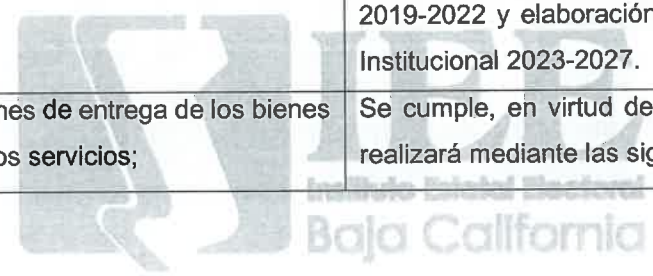 2019-2022 y elaboración
Institucional 2023-2027.
nes de entrega de los bienes
os servicios;
Se cumple, en virtud de
realizará mediante las sig
IEE
Instituto Estatal Electoral
Baja California